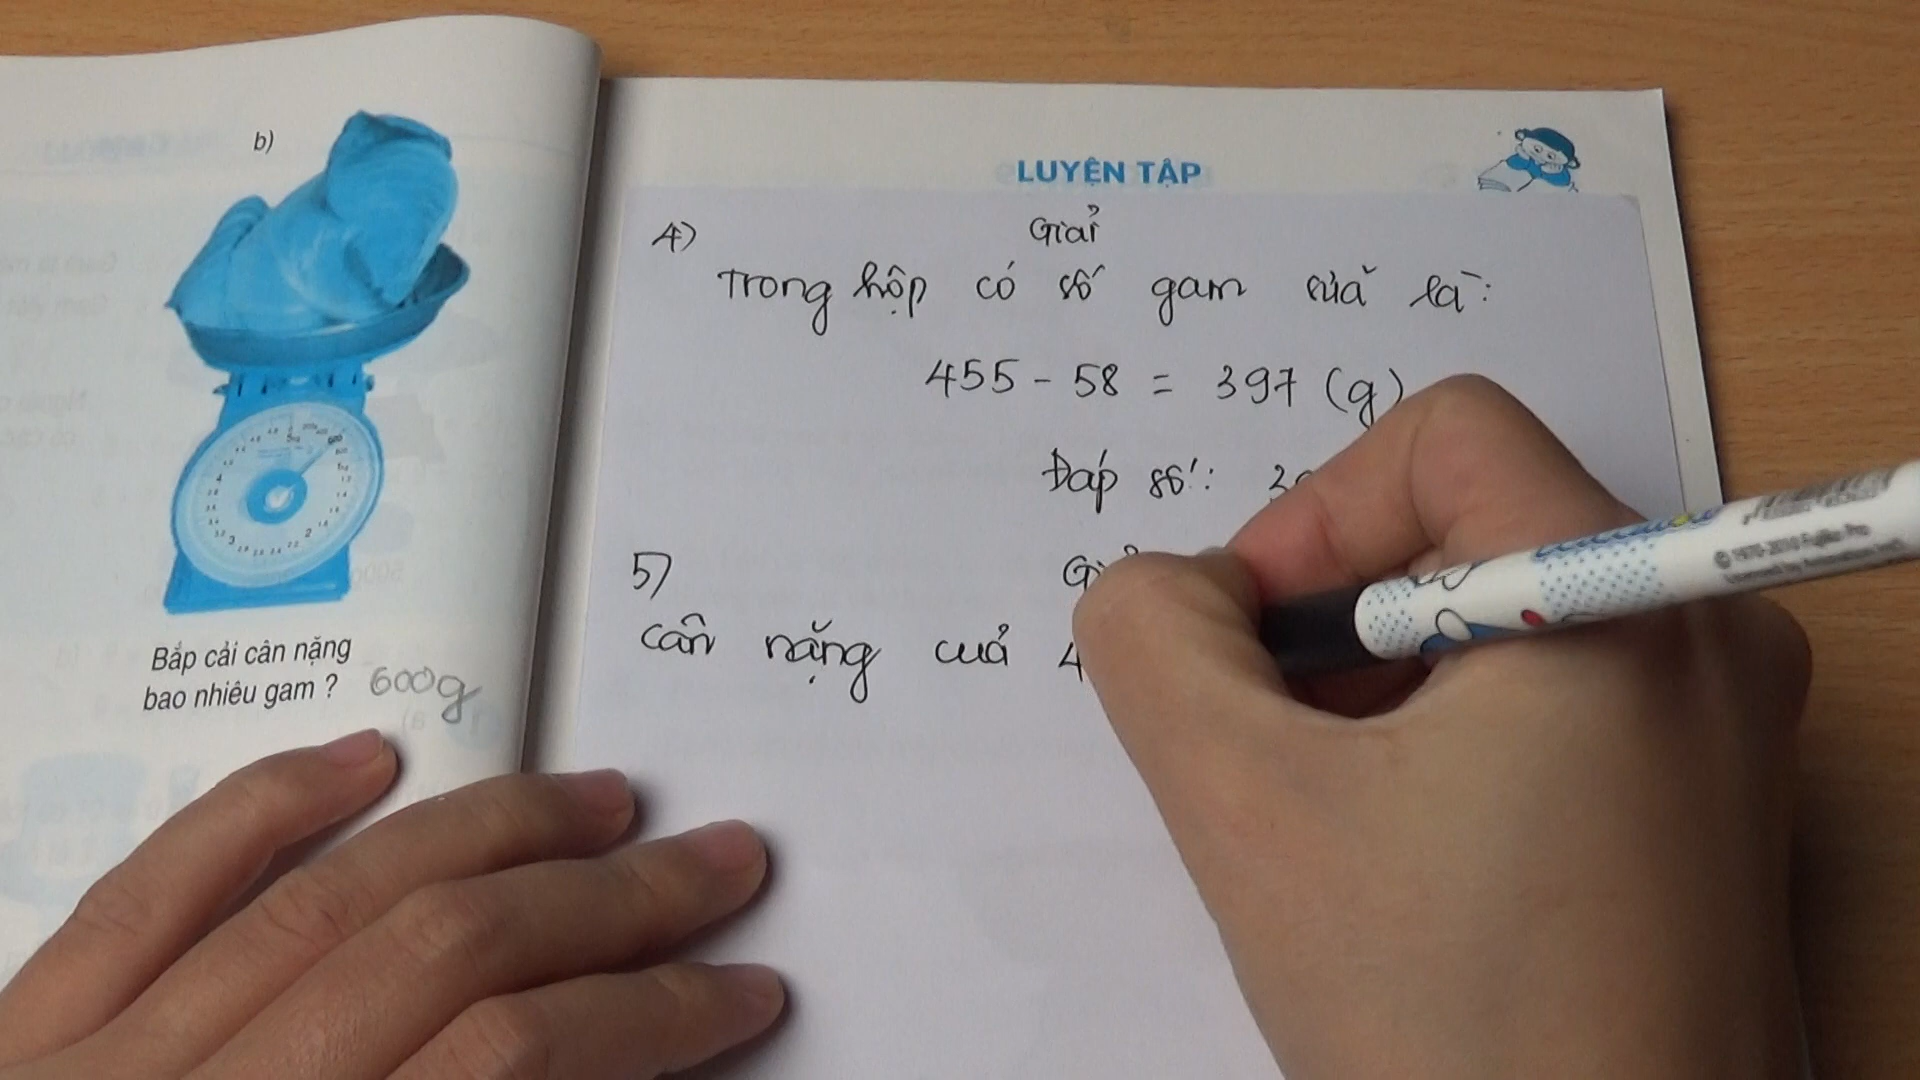 b)
Bắp cải cân nặng
bao nhiêu gam ? 600g
LUYỆN TẬP
4) Giải
Trong hộp có số gam sữa là:
455 - 58 = 397 (g)
Đáp số:
5)
Cân nặng của 4